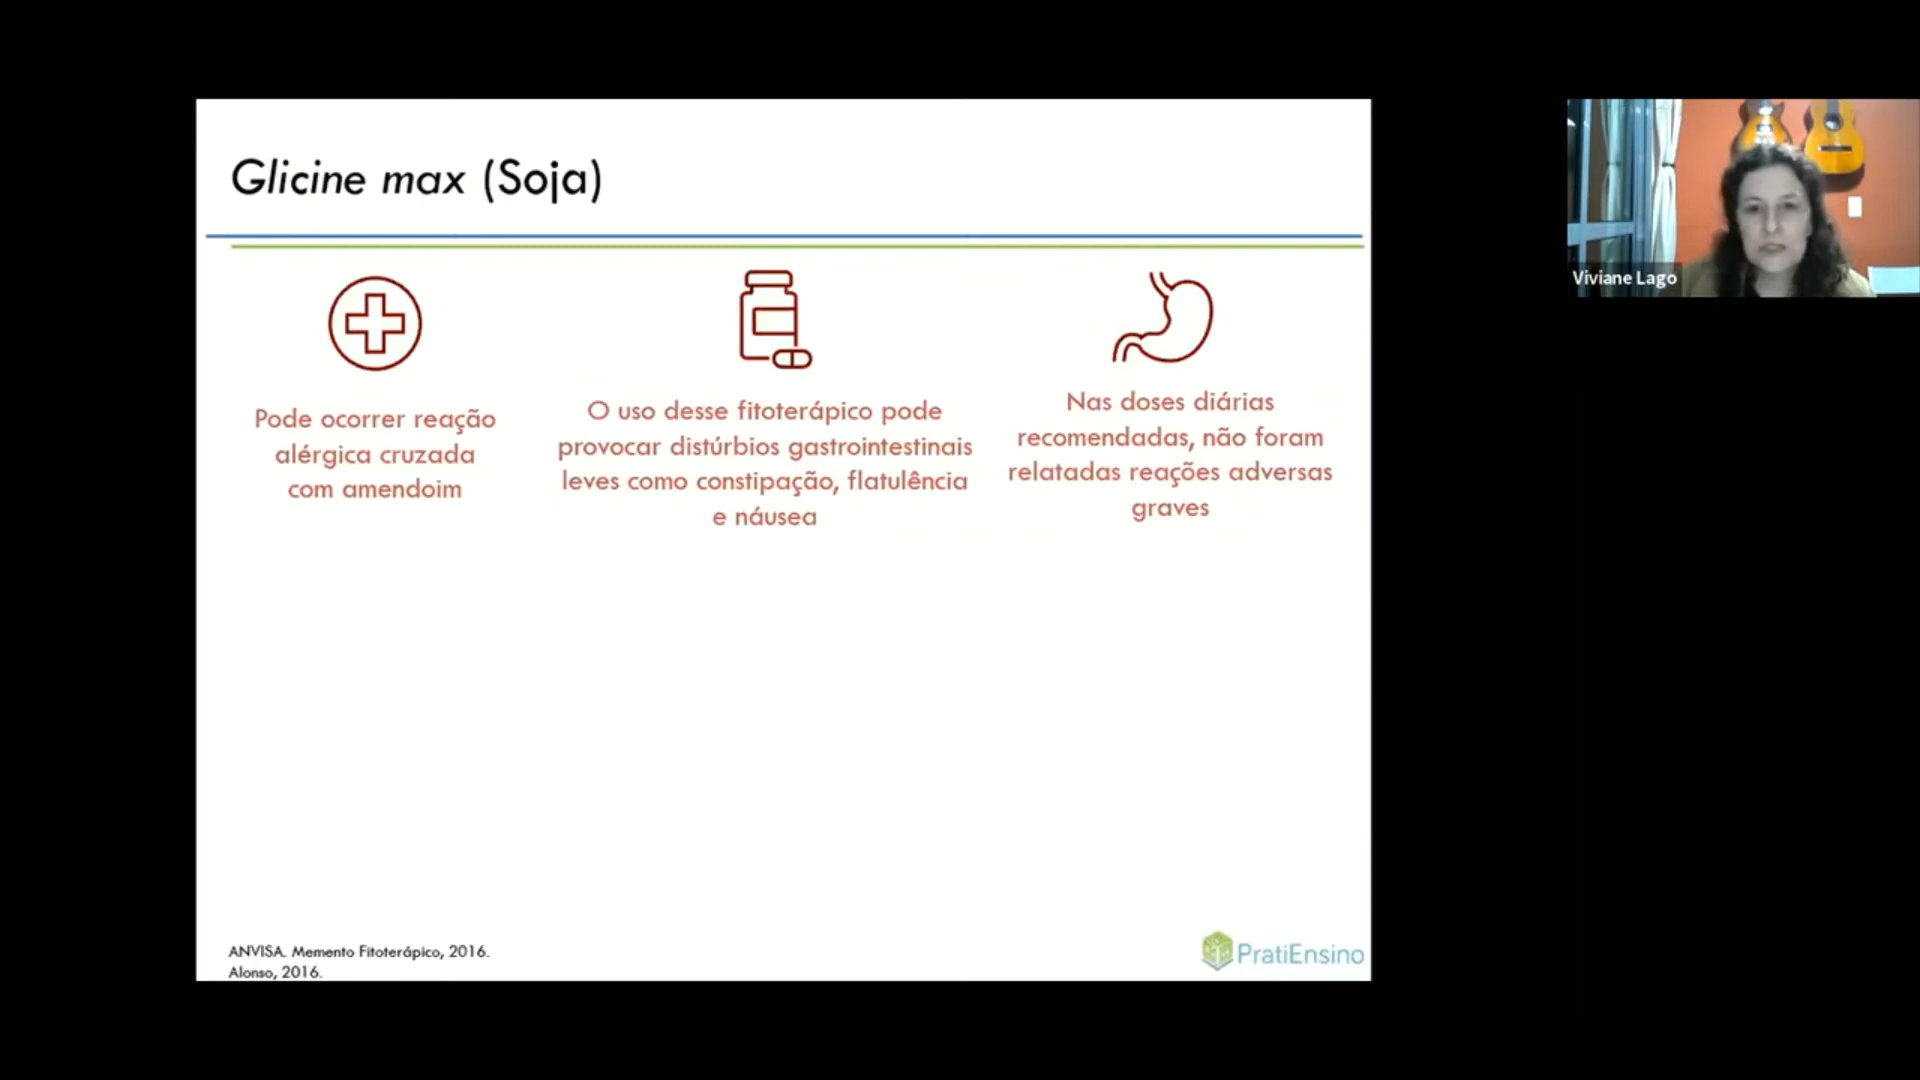 Glicine max (Soja)
Pode ocorrer reação
alérgica cruzada
com amendoim
O uso desse fitoterápico pode
provocar distúrbios gastrointestinais
leves como constipação, flatulência
e náusea
Nas doses diárias
recomendadas, não foram
relatadas reações adversas
graves
ANVISA. Memento Fitoterápico, 2016.
Alonso, 2016.
PratiEnsino
Viviane Lago